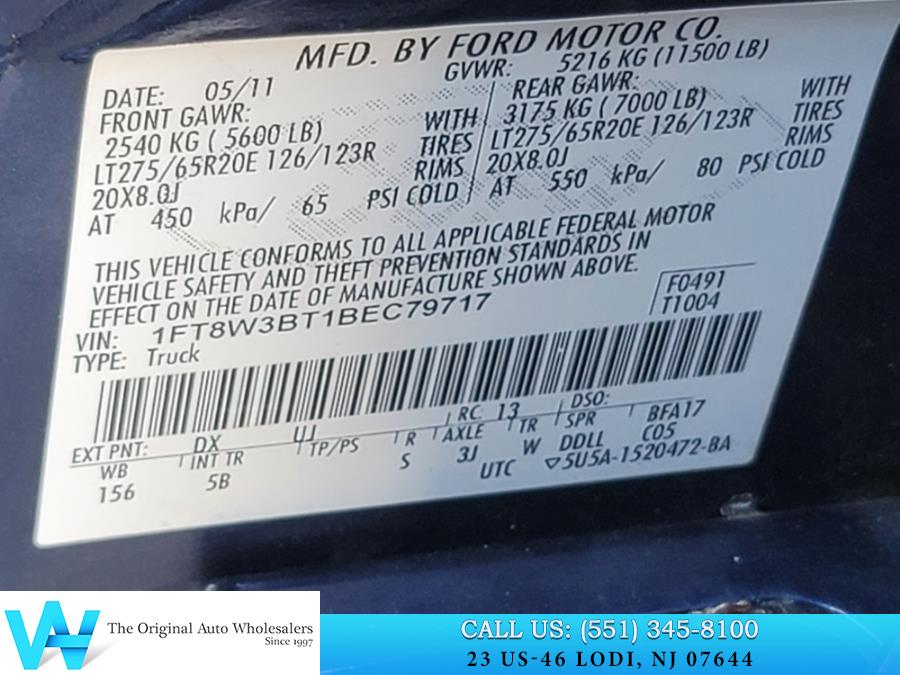 MFD. BY FORD MOTOR CO.
DATE: 05/11 GVWR: 5216 KG (11500 LB)
FRONT GAWR: REAR GAWR:
2540 KG ( 5600 LB) WITH 3175 KG ( 7000 LB) WITH
LT275/65R20E 126/123R TIRES LT275/65R20E 126/123R TIRES
20X8.0J RIMS 20X8.0J RIMS
AT 450 kPa/ 65 PSI COLD AT 550 kPa/ 80 PSI COLD
THIS VEHICLE CONFORMS TO ALL APPLICABLE FEDERAL MOTOR
VEHICLE SAFETY AND THEFT PREVENTION STANDARDS IN
EFFECT ON THE DATE OF MANUFACTURE SHOWN ABOVE.
VIN: 1FT8W3BT1BEC79717 F0491
TYPE: Truck T1004
EXT PNT: DX UJ RC 13 DSO: BFA17
WB INT TR TP/PS R AXLE TR SPR C05
156 5B S 3J W DDLL
UTC ▽5U5A-1520472-BA
W
The Original Auto Wholesalers
Since 1997
CALL US: (551) 345-8100
23 US-46 LODI, NJ 07644